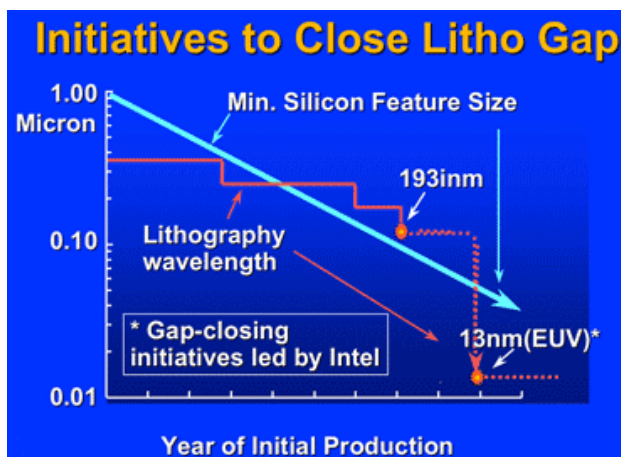 Initiatives to Close Litho Gap
1.00
Micron
Min. Silicon Feature Size
193inm
0.10
Lithography
wavelength
* Gap-closing
initiatives led by Intel
13nm(EUV)*
0.01
Year of Initial Production